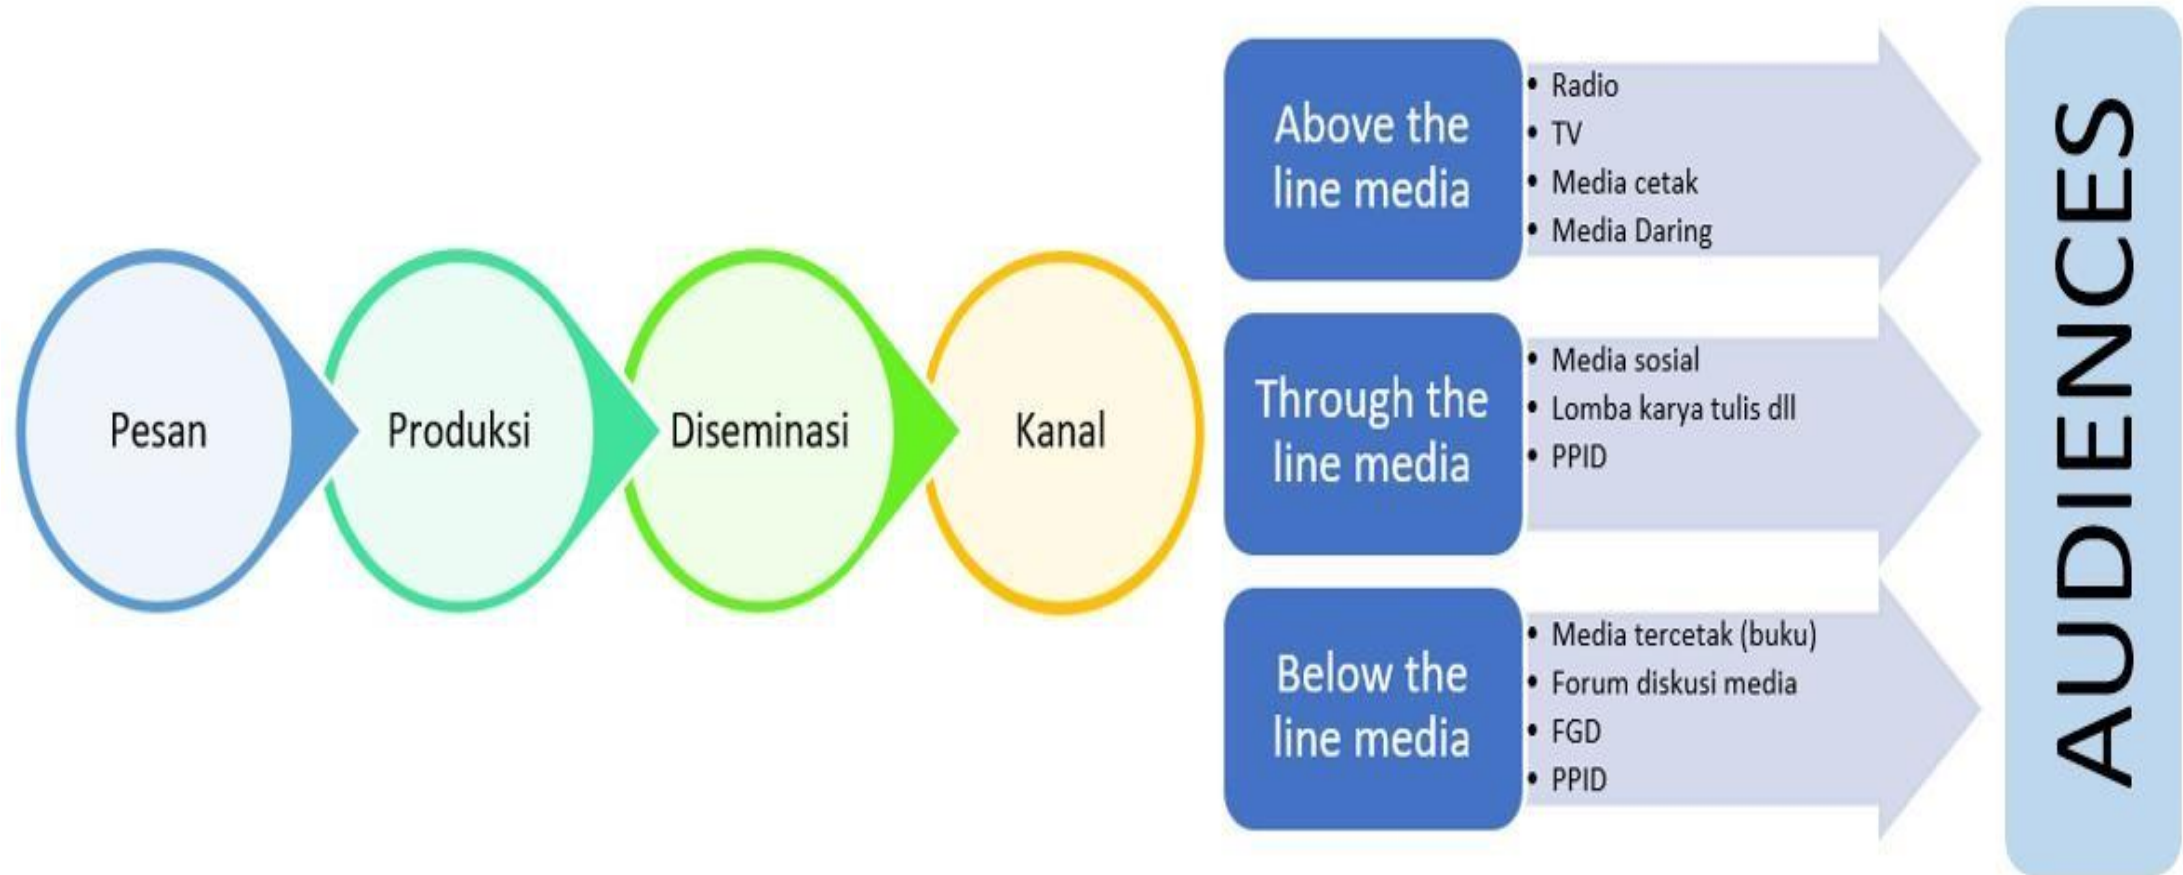 Pesan
Produksi
Diseminasi
Kanal
Above the
line media
• Radio
• TV
• Media cetak
• Media Daring
Through the
line media
• Media sosial
• Lomba karya tulis dll
• PPID
Below the
line media
• Media tercetak (buku)
• Forum diskusi media
• FGD
• PPID
AUDIENCES